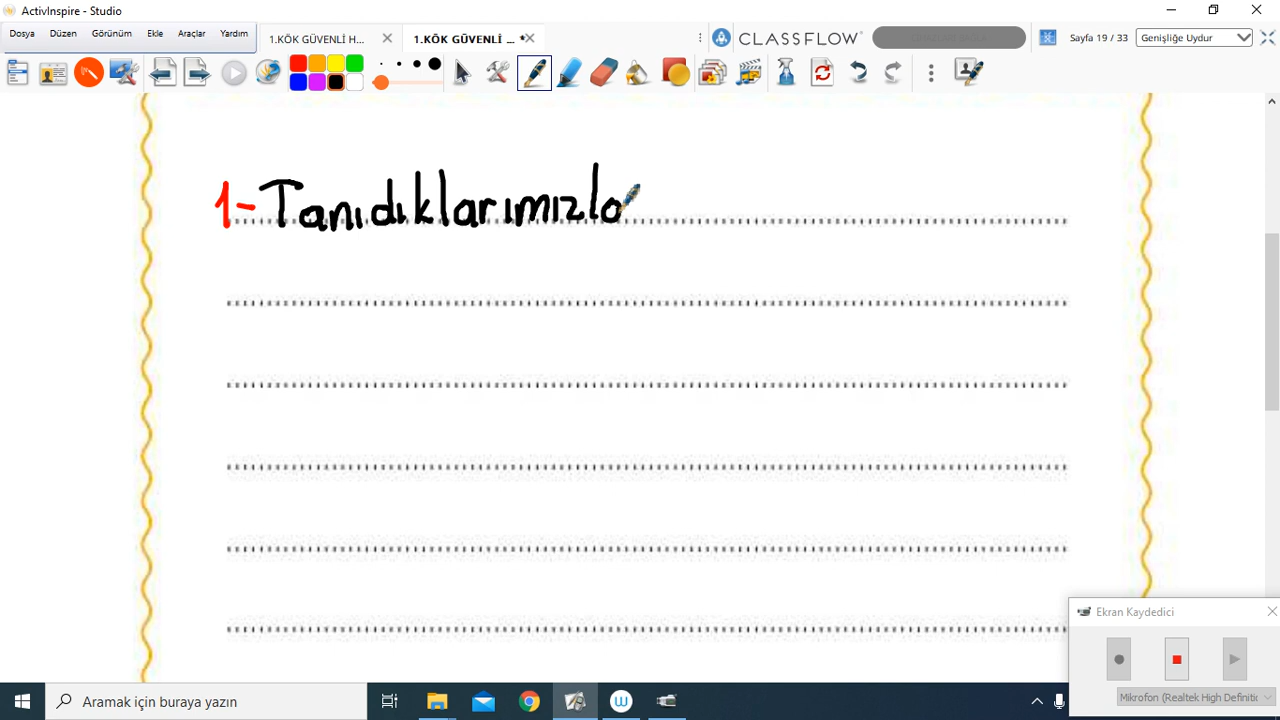 ActivInspire - Studio
Dosya Düzen Görünüm Ekle Araçlar Yardım
1.KÖK GÜVENLİ H...
1.KÖK GÜVENLİ ... *
CLASSFLOW
Sayfa 19 / 33
Genişliğe Uydur
1- Tanıdıklarımızla
Ekran Kaydedici
Mikrofon (Realtek High Definitic
Aramak için buraya yazın